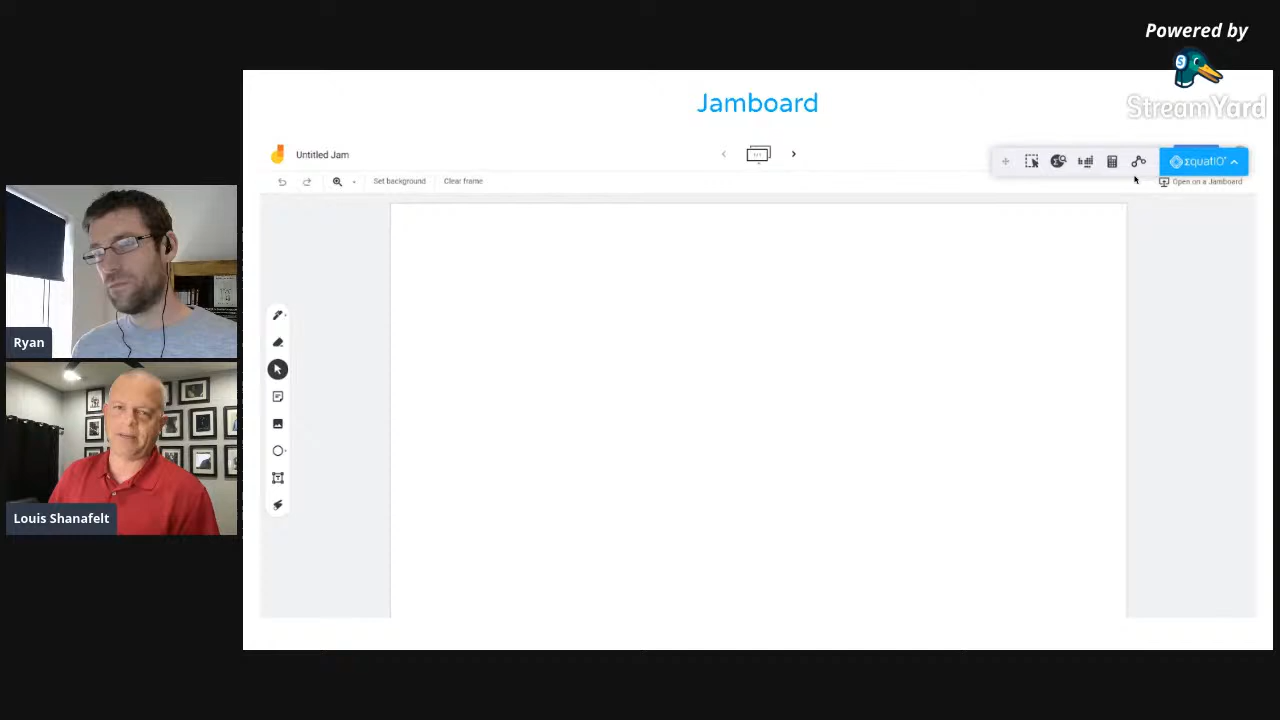 Powered by
StreamYard
Jamboard
Untitled Jam
EquatIO
Set background
Clear frame
Open on a Jamboard
Ryan
Louis Shanafelt